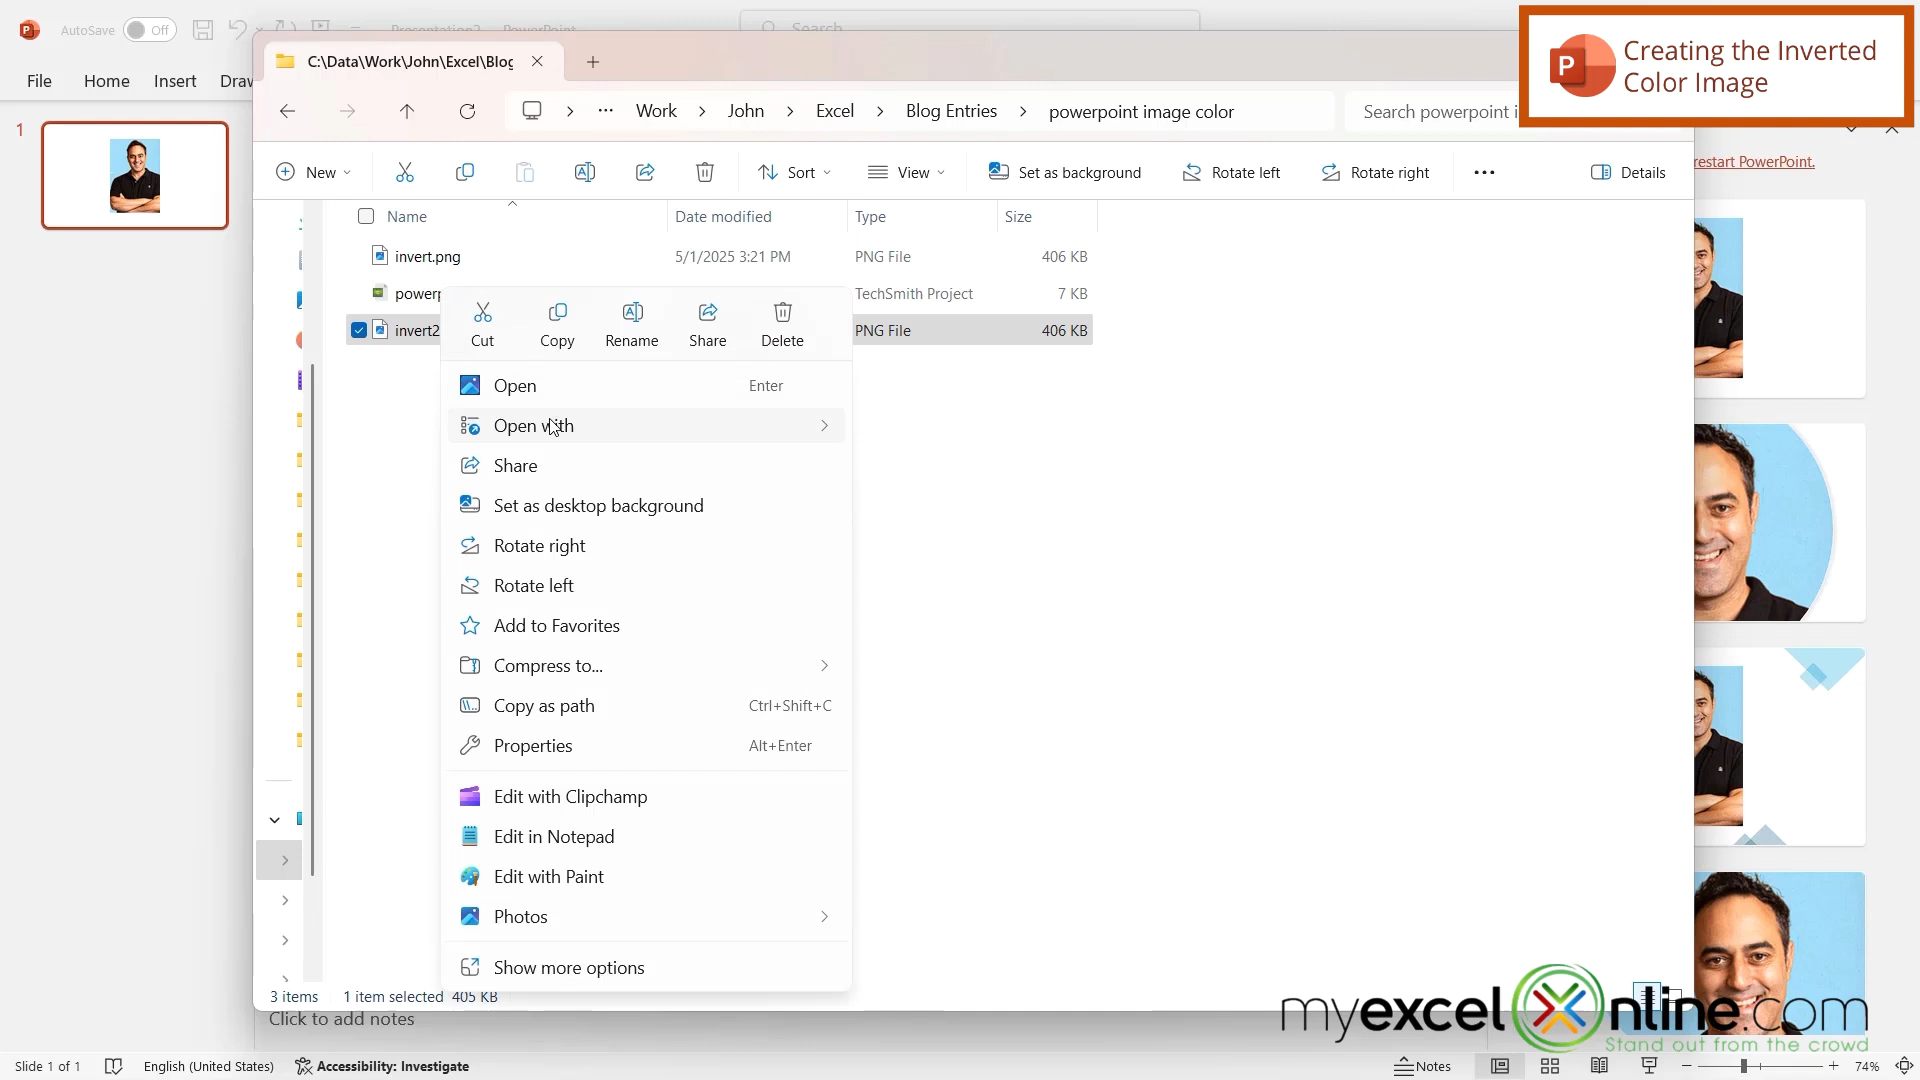 AutoSave Off Presentation2 PowerPoint Search
File Home Insert
C:\Data\Work\John\Excel\Blog
Work John Excel Blog Entries powerpoint image color
Search powerpoint
Creating the Inverted
Color Image
New Sort View Set as background Rotate left Rotate right Details
restart PowerPoint.
1
Name Date modified Type Size
invert.png 5/1/2025 3:21 PM PNG File 406 KB
TechSmith Project 7 KB
invert2 PNG File 406 KB
Cut Copy Rename Share Delete
Open Enter
Open with
Share
Set as desktop background
Rotate right
Rotate left
Add to Favorites
Compress to...
Copy as path Ctrl+Shift+C
Properties Alt+Enter
Edit with Clipchamp
Edit in Notepad
Edit with Paint
Photos
Show more options
3 items 1 item selected 405 KB
Click to add notes
myexcelonline.com
Stand out from the crowd
Slide 1 of 1 English (United States) Accessibility: Investigate Notes 74%